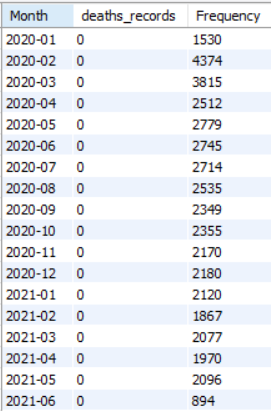 Month deaths_records Frequency
2020-01 0 1530
2020-02 0 4374
2020-03 0 3815
2020-04 0 2512
2020-05 0 2779
2020-06 0 2745
2020-07 0 2714
2020-08 0 2535
2020-09 0 2349
2020-10 0 2355
2020-11 0 2170
2020-12 0 2180
2021-01 0 2120
2021-02 0 1867
2021-03 0 2077
2021-04 0 1970
2021-05 0 2096
2021-06 0 894